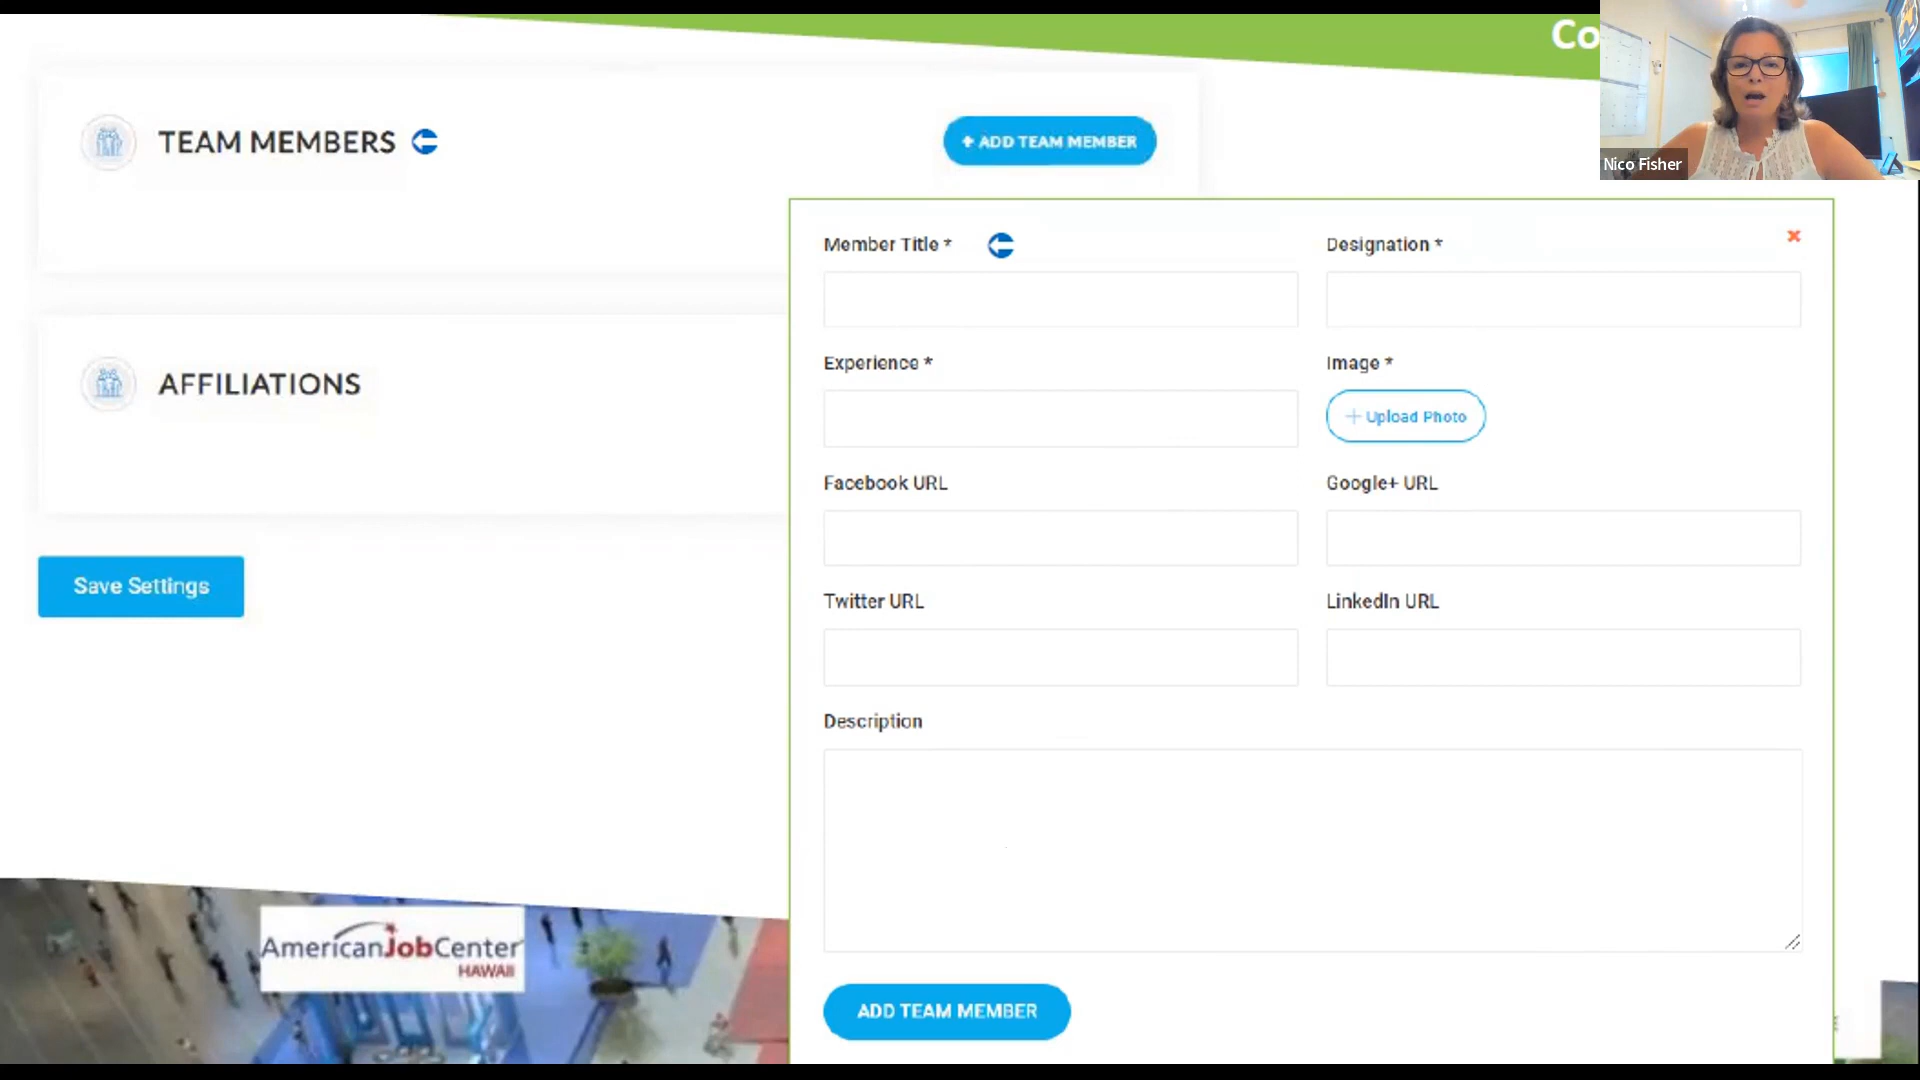 Co
Nico Fisher
TEAM MEMBERS
+ ADD TEAM MEMBER
Member Title *
Designation *
Experience *
Image *
+ Upload Photo
AFFILIATIONS
Facebook URL
Google+ URL
Save Settings
Twitter URL
LinkedIn URL
Description
AmericanJobCenter
HAWAII
ADD TEAM MEMBER